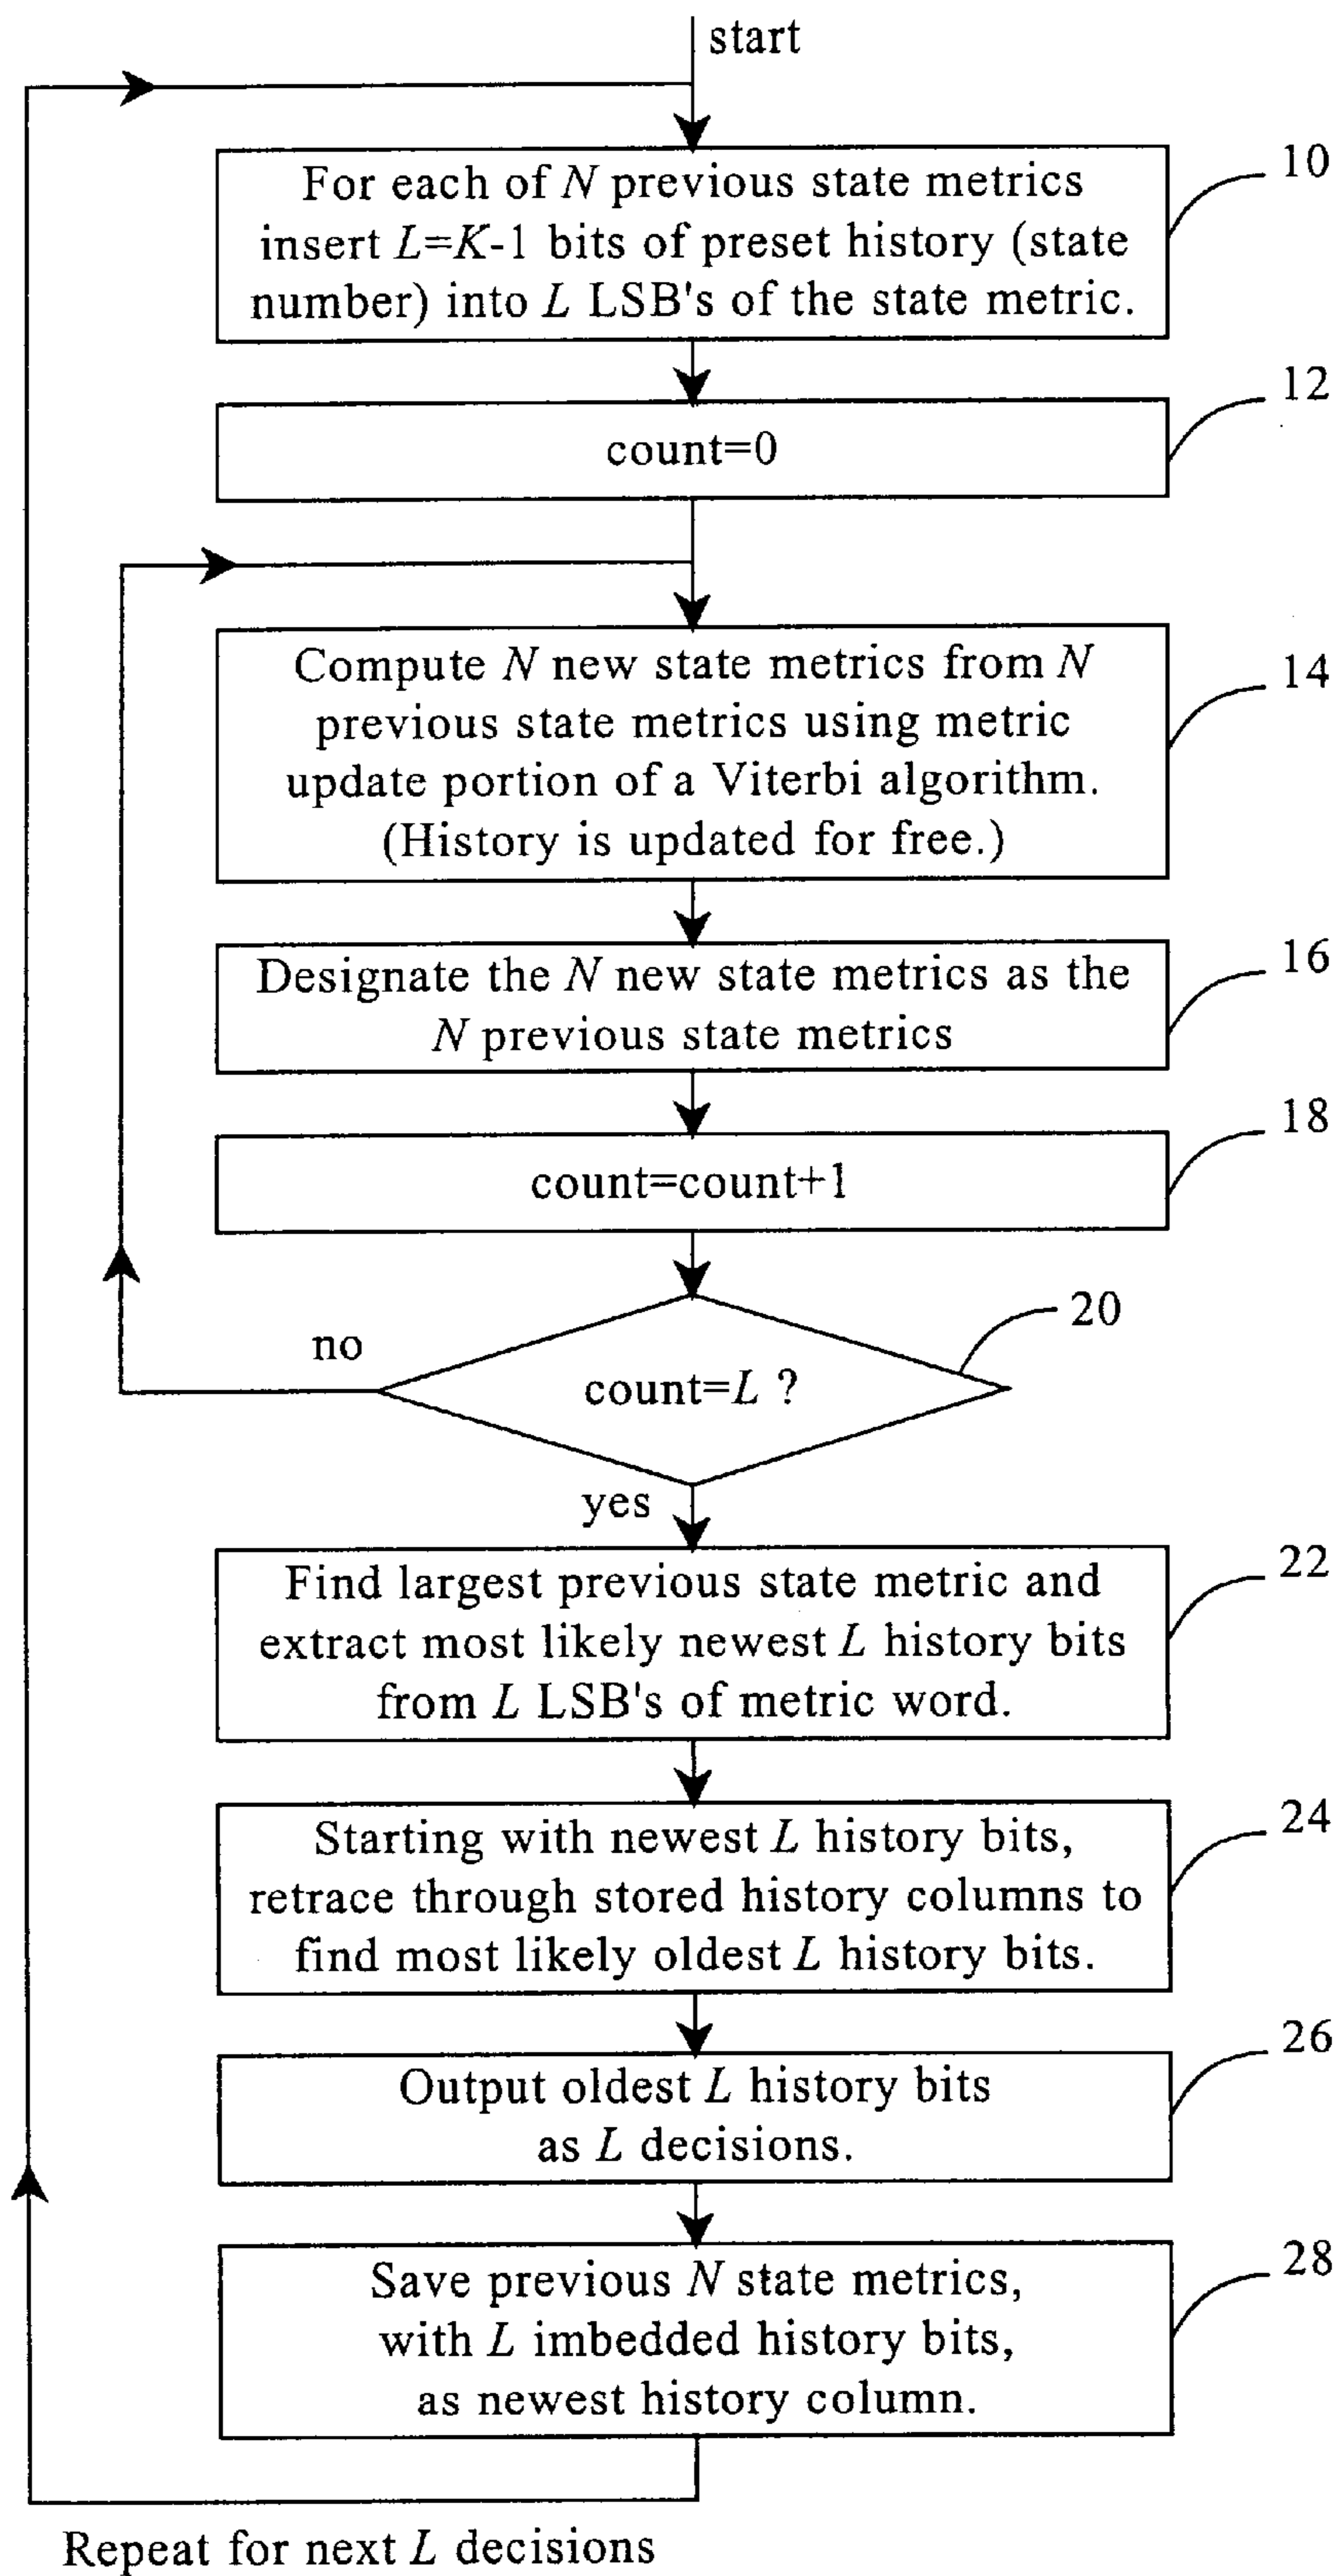 start
For each of N previous state metrics
insert L=K-1 bits of preset history (state
number) into L LSB's of the state metric.
10
count=0
12
Compute N new state metrics from N
previous state metrics using metric
update portion of a Viterbi algorithm.
(History is updated for free.)
14
Designate the N new state metrics as the
N previous state metrics
16
count=count+1
18
count=L ?
20
no
yes
Find largest previous state metric and
extract most likely newest L history bits
from L LSB's of metric word.
22
Starting with newest L history bits,
retrace through stored history columns to
find most likely oldest L history bits.
24
Output oldest L history bits
as L decisions.
26
Save previous N state metrics,
with L imbedded history bits,
as newest history column.
28
Repeat for next L decisions